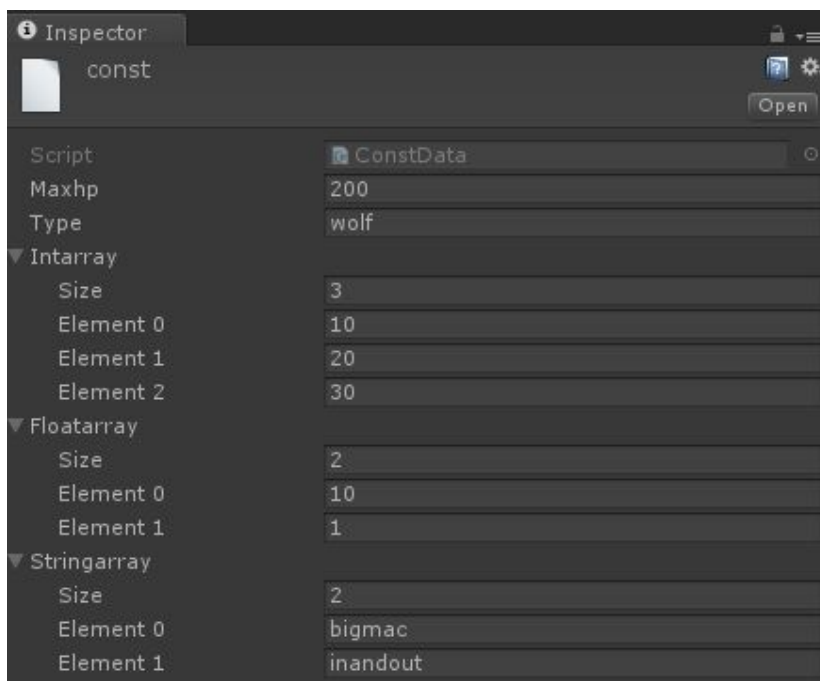 Inspector
const
Open
Script ConstData
Maxhp 200
Type wolf
Intarray
Size 3
Element 0 10
Element 1 20
Element 2 30
Floatarray
Size 2
Element 0 10
Element 1 1
Stringarray
Size 2
Element 0 bigmac
Element 1 inandout